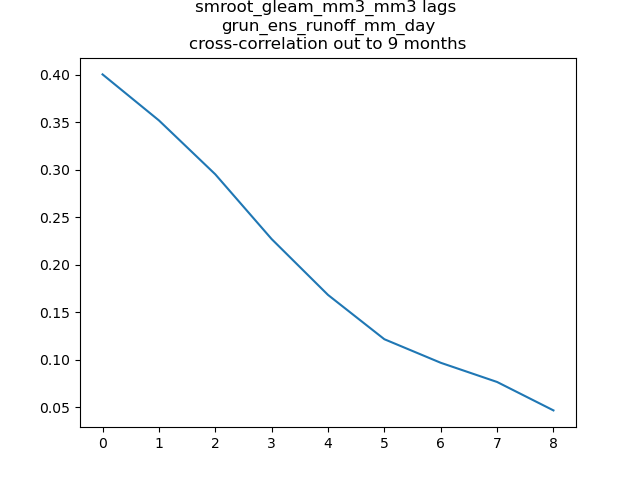 smroot_gleam_mm3_mm3 lags
grun_ens_runoff_mm_day
cross-correlation out to 9 months
0.40
0.35
0.30
0.25
0.20
0.15
0.10
0.05
0 1 2 3 4 5 6 7 8